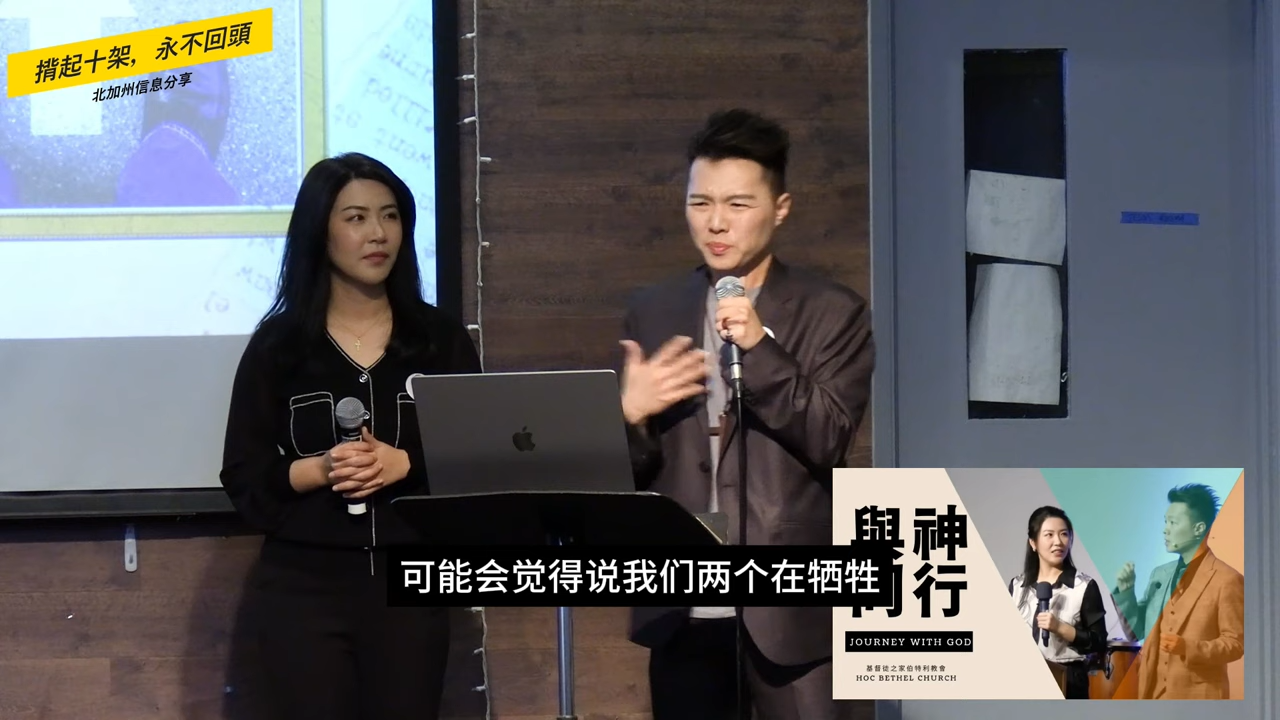 揹起十架，永不回頭
北加州信息分享
可能会觉得说我们两个在牺牲
與神
同行
JOURNEY WITH GOD
基督徒之家伯特利教會
HOC BETHEL CHURCH